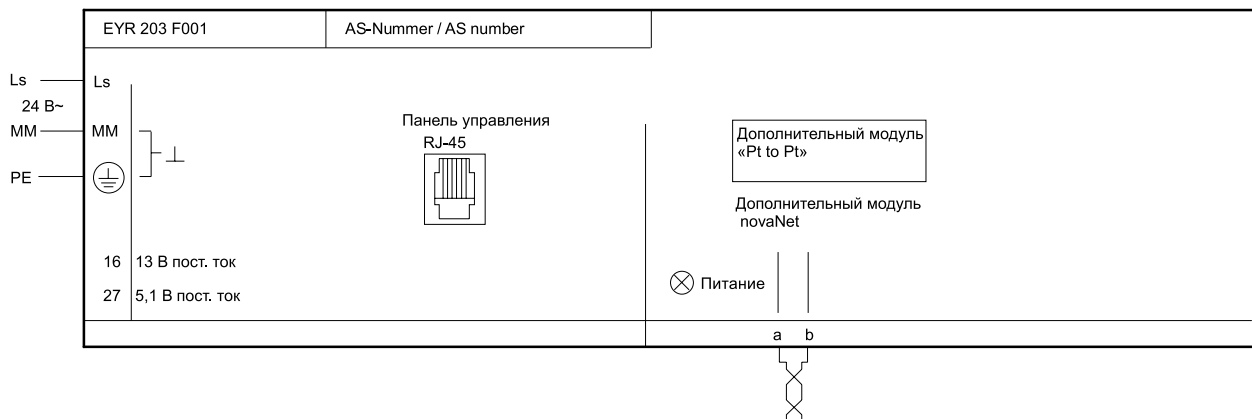 EYR 203 F001
AS-Nummer / AS number
Ls
Ls
24 В~
MM
MM
PE
Панель управления
RJ-45
Дополнительный модуль
«Pt to Pt»
Дополнительный модуль
novaNet
16
13 В пост. ток
Питание
27
5,1 В пост. ток
a
b